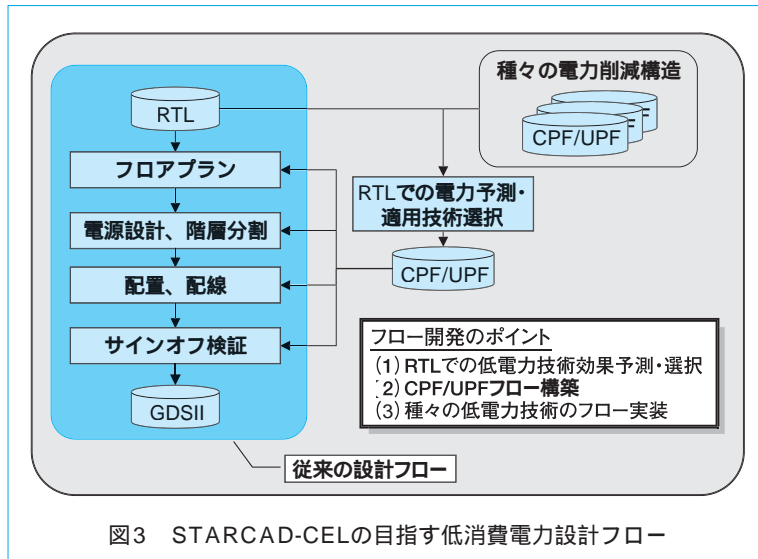 種々の電力削減構造
CPF/UPF
RTL
フロアプラン
電源設計、階層分割
配置、配線
サインオフ検証
GDSII
RTLでの電力予測・
適用技術選択
CPF/UPF
フロー開発のポイント
(1)RTLでの低電力技術効果予測・選択
(2)CPF/UPFフロー構築
(3)種々の低電力技術のフロー実装
従来の設計フロー
図3 STARCAD-CELの目指す低消費電力設計フロー